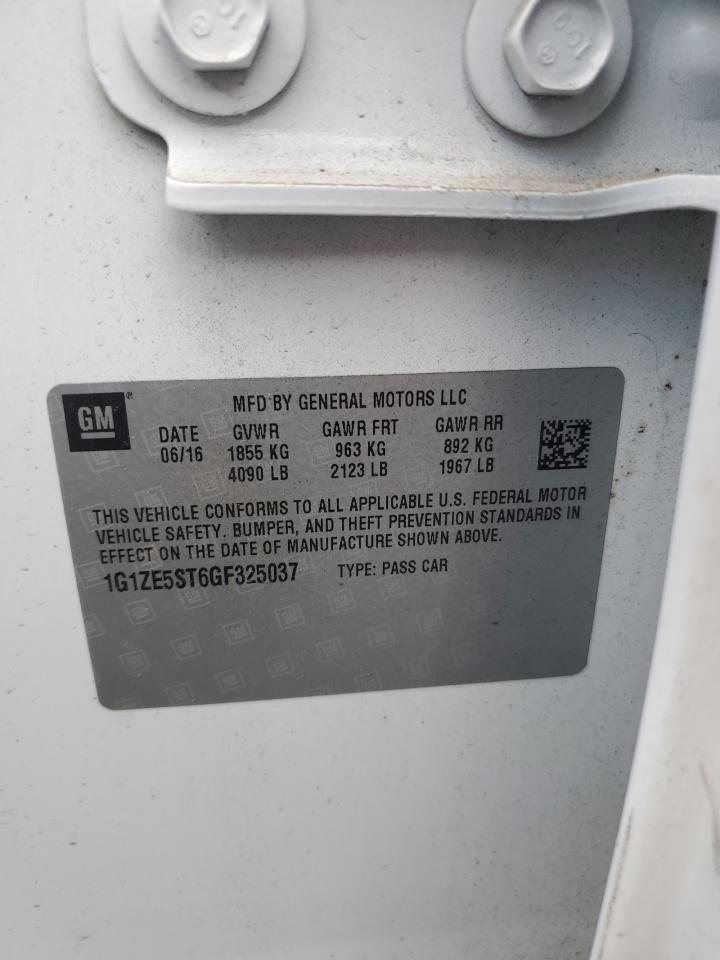 109
109
GM®
MFD BY GENERAL MOTORS LLC
DATE GVWR GAWR FRT GAWR RR
06/16 1855 KG 963 KG 892 KG
4090 LB 2123 LB 1967 LB
THIS VEHICLE CONFORMS TO ALL APPLICABLE U.S. FEDERAL MOTOR
VEHICLE SAFETY. BUMPER, AND THEFT PREVENTION STANDARDS IN
EFFECT ON THE DATE OF MANUFACTURE SHOWN ABOVE.
1G1ZE5ST6GF325037 TYPE: PASS CAR